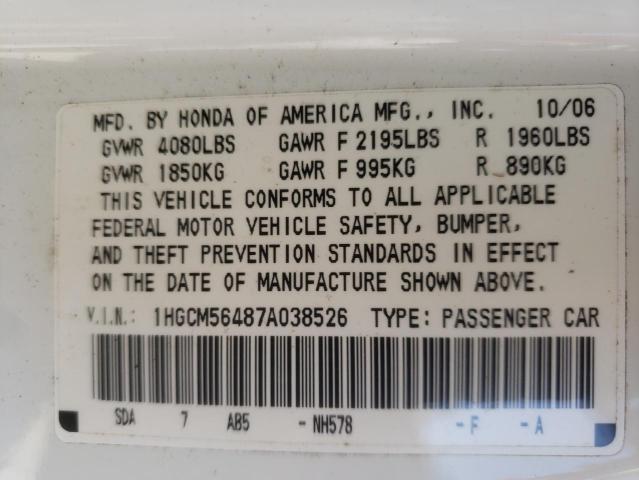 MFD. BY HONDA OF AMERICA MFG., INC. 10/06
GVWR 4080LBS GAWR F 2195LBS R 1960LBS
GVWR 1850KG GAWR F 995KG R 890KG
THIS VEHICLE CONFORMS TO ALL APPLICABLE
FEDERAL MOTOR VEHICLE SAFETY, BUMPER,
AND THEFT PREVENTION STANDARDS IN EFFECT
ON THE DATE OF MANUFACTURE SHOWN ABOVE.
V.I.N.: 1HGCM56487A038526 TYPE: PASSENGER CAR
SDA 7 AB5 -NH578 -F -A